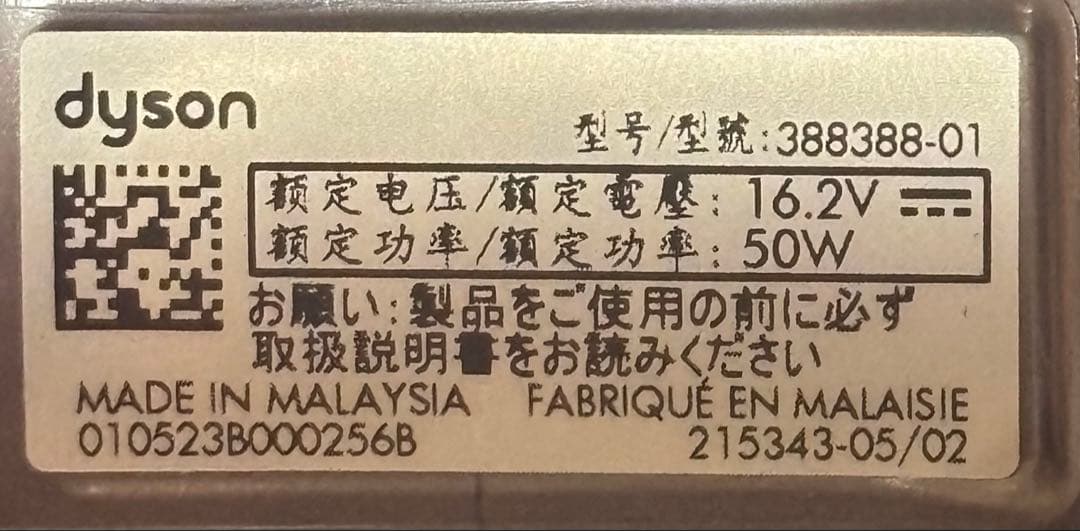 dyson
型号/型號:388388-01
额定电压/額定電壓: 16.2V
额定功率/額定功率: 50W
お願い:製品をご使用の前に必ず
取扱説明書をお読みください
MADE IN MALAYSIA FABRIQUÉ EN MALAISIE
010523B000256B 215343-05/02